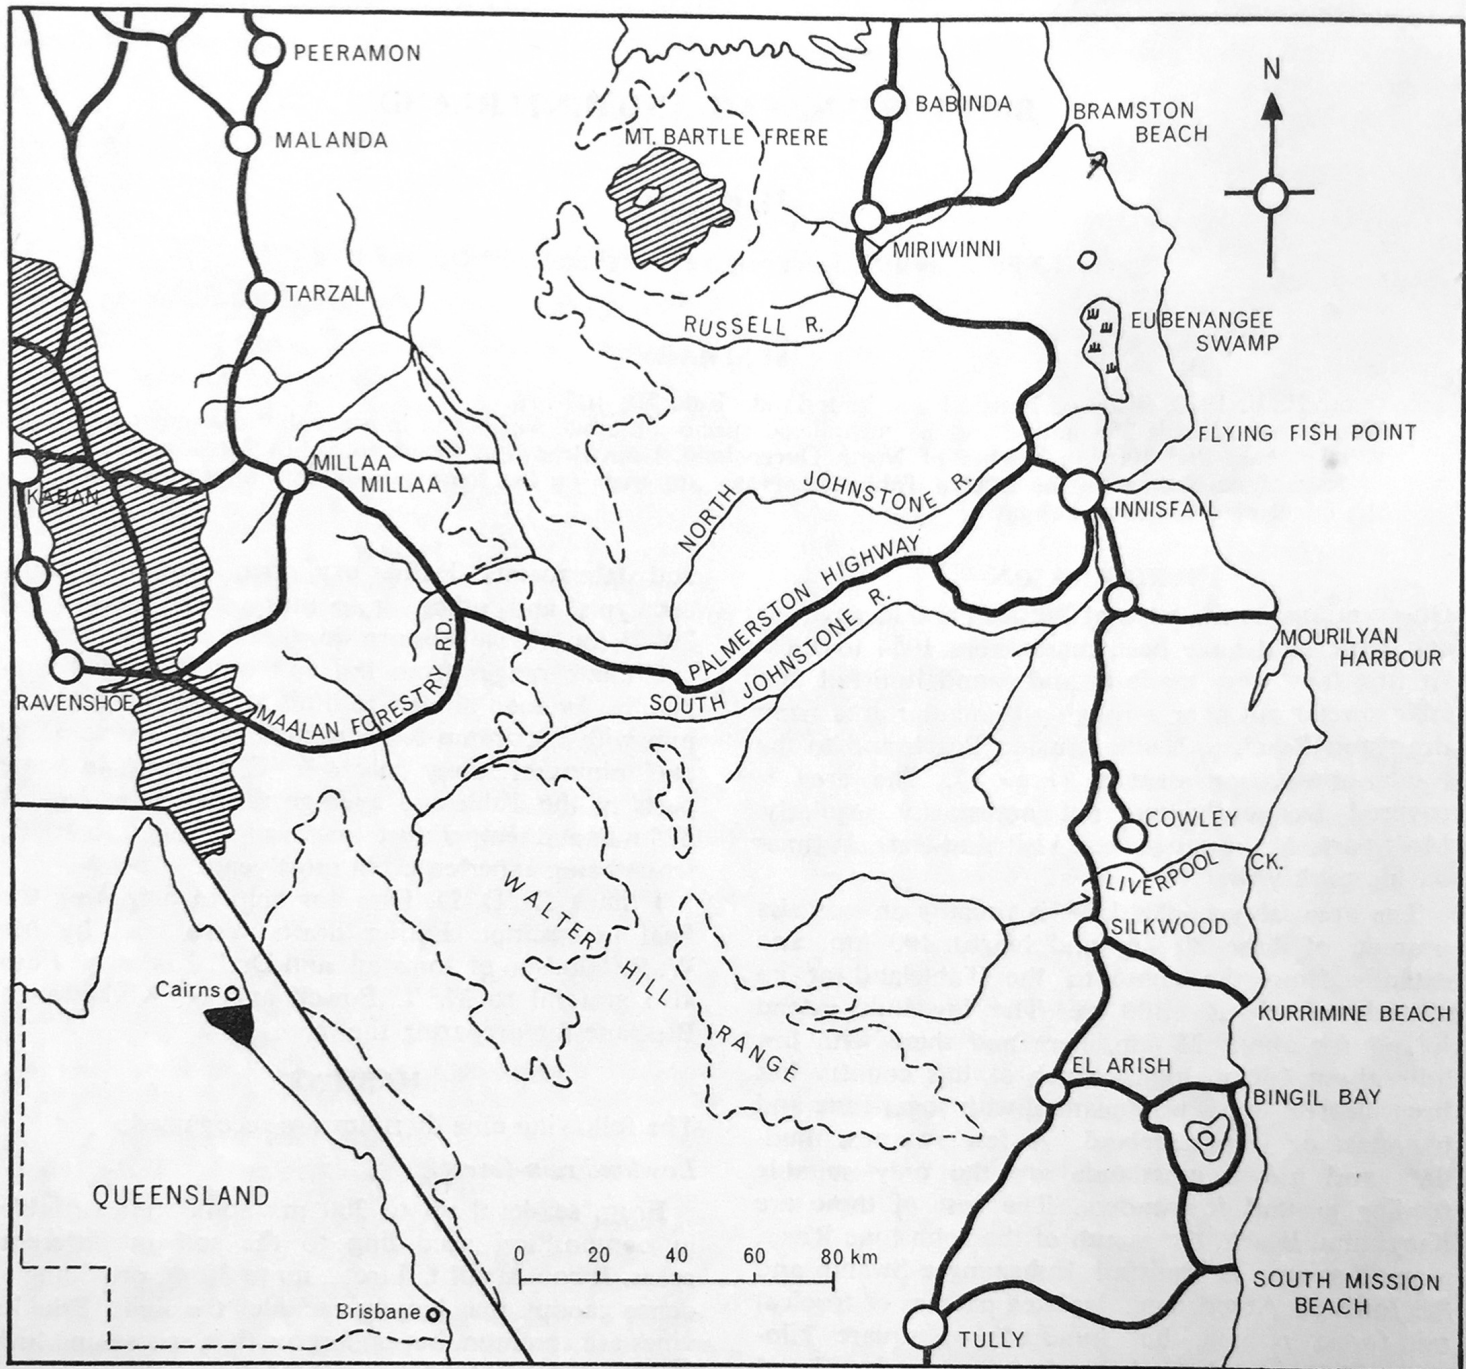 PEERAMON
MALANDA
TARZALI
MILLAA
MILLAA
KABAN
RAVENSHOE
MAALAN FORESTRY RD.
MT. BARTLE FRERE
RUSSELL R.
BABINDA
BRAMSTON
BEACH
MIRIWINNI
N
EUBENANGEE
SWAMP
FLYING FISH POINT
INNISFAIL
NORTH JOHNSTONE R.
PALMERSTON HIGHWAY
SOUTH JOHNSTONE R.
MOURILYAN
HARBOUR
COWLEY
LIVERPOOL CK.
SILKWOOD
KURRIMINE BEACH
WALTER HILL RANGE
EL ARISH
BINGIL BAY
SOUTH MISSION
BEACH
TULLY
Cairns
QUEENSLAND
Brisbane
0 20 40 60 80 km